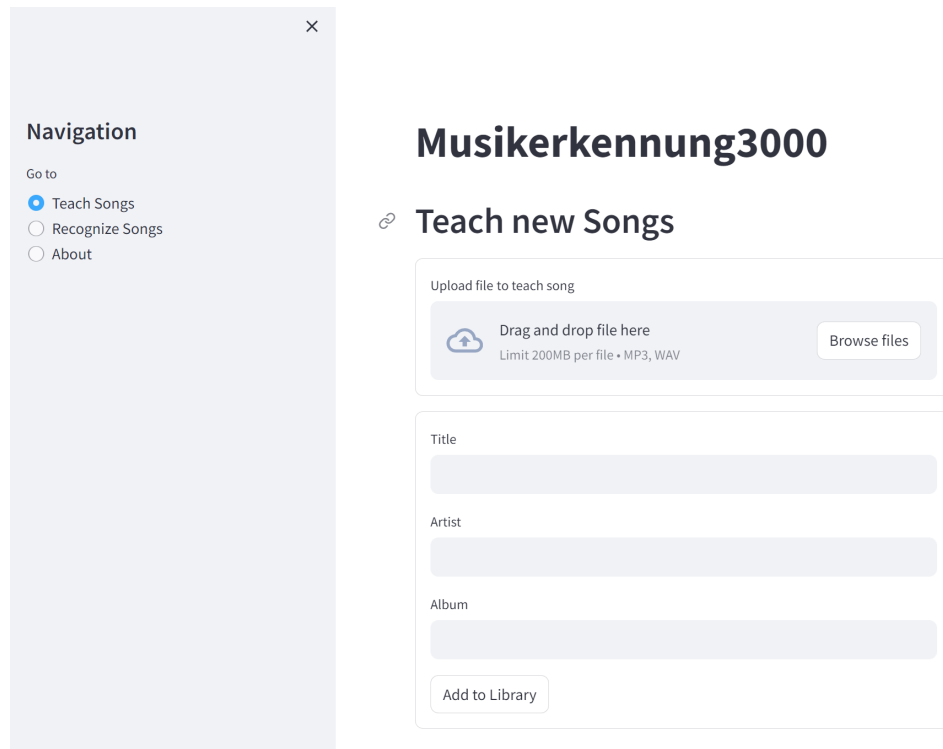 Navigation
Go to
Teach Songs
Recognize Songs
About
Musikerkennung3000
Teach new Songs
Upload file to teach song
Drag and drop file here
Limit 200MB per file • MP3, WAV
Browse files
Title
Artist
Album
Add to Library